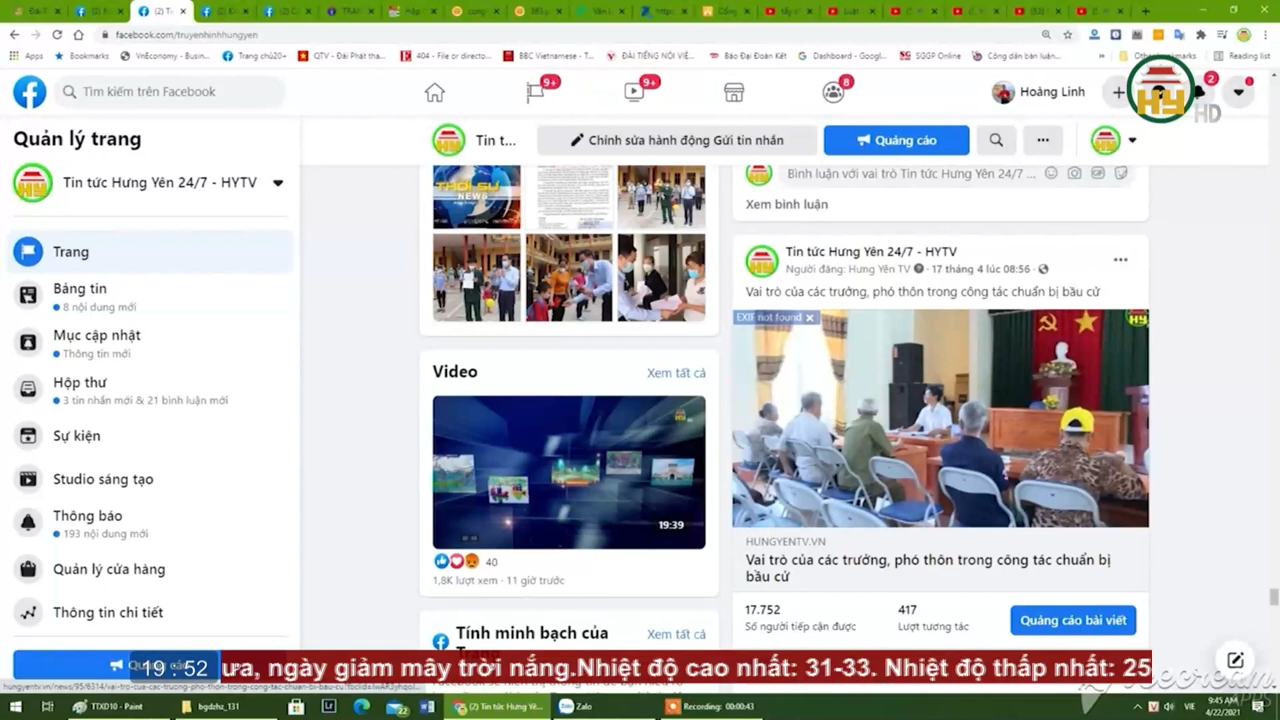 facebook.com/truyenhinhhungyen
Apps
Bookmarks
VnEconomy - Busin...
Trang chủ20+
QTV - Đài Phát tha...
404 - File or directo...
BBC Vietnamese - T...
ĐÀI TIẾNG NÓI VIỆ...
Báo Đại Đoàn Kết
Dashboard - Googl...
SGGP Online
Công dân bàn luận...
Other bookmarks
Reading list
Tìm kiếm trên Facebook
9+
9+
8
Hoàng Linh
2
HY
HD
Quản lý trang
Tin tức Hưng Yên 24/7 - HYTV
Trang
Bảng tin
8 nội dung mới
Mục cập nhật
Thông tin mới
Hộp thư
3 tin nhắn mới & 21 bình luận mới
Sự kiện
Studio sáng tạo
Thông báo
193 nội dung mới
Quản lý cửa hàng
Thông tin chi tiết
Tin t...
Chỉnh sửa hành động Gửi tin nhắn
Quảng cáo
THỜI SỰ
NEWS
Video
Xem tất cả
19:39
40
1,8K lượt xem · 11 giờ trước
Tính minh bạch của
Xem tất cả
Bình luận với vai trò Tin tức Hưng Yên 24/7 ...
Xem bình luận
Tin tức Hưng Yên 24/7 - HYTV
Người đăng: Hung Yên TV · 17 tháng 4 lúc 08:56 ·
Vai trò của các trưởng, phó thôn trong công tác chuẩn bị bầu cử
EXIF not found
HUNGYENTV.VN
Vai trò của các trưởng, phó thôn trong công tác chuẩn bị
bầu cử
17.752
Số người tiếp cận được
417
Lượt tương tác
Quảng cáo bài viết
19:52
ưa, ngày giảm mây trời nắng.Nhiệt độ cao nhất: 31-33. Nhiệt độ thấp nhất: 25
TTXD10 - Paint
bgdzhz_131
(2) Tin tức Hưng Yê...
Zalo
Recording: 00:00:43
VIE
9:45 AM
4/22/2021